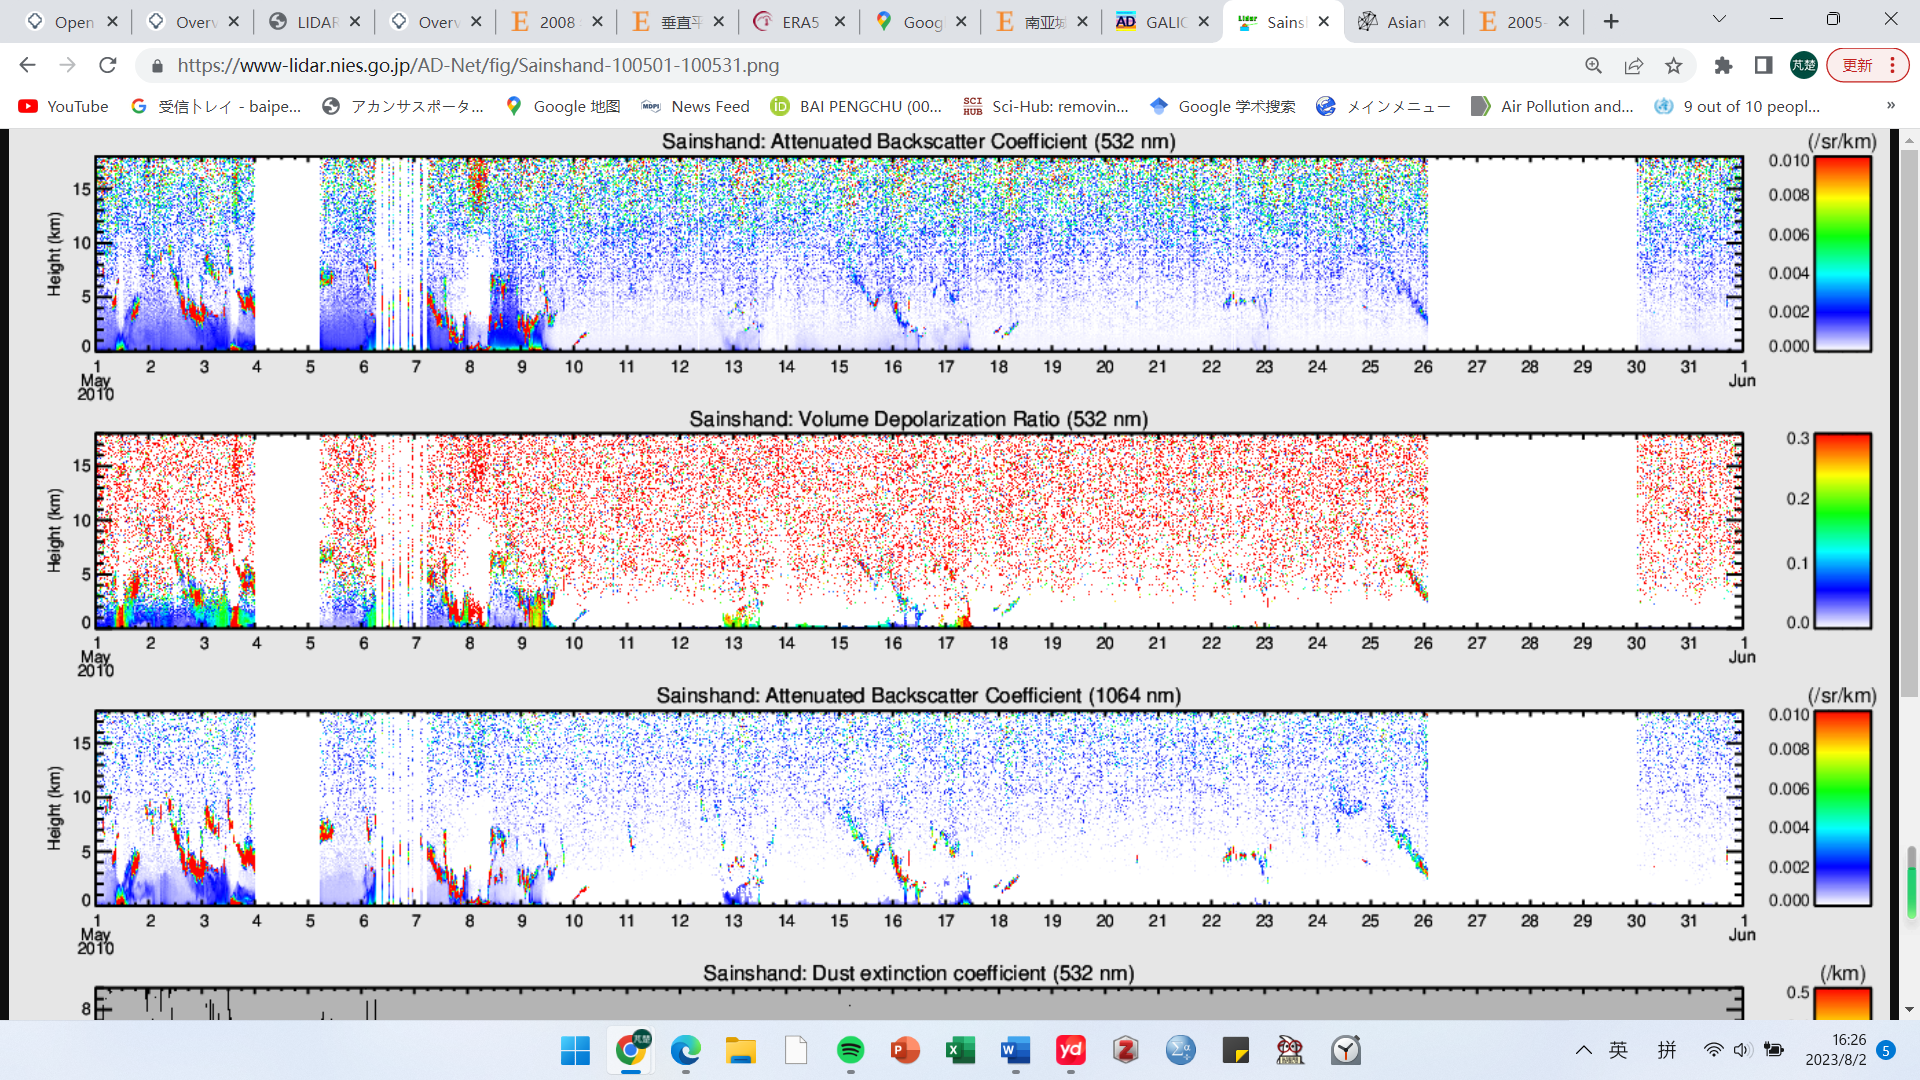 Open
Overv
LIDAR
Overv
2008
垂直平
ERA5
Goog
南亚城
GALIC
Sainsh
Asian
2005-
https://www-lidar.nies.go.jp/AD-Net/fig/Sainshand-100501-100531.png
芃楚
更新
YouTube
受信トレイ - baipe...
アカンサスポータ...
Google 地图
News Feed
BAI PENGCHU (00...
Sci-Hub: removin...
Google 学术搜索
メインメニュー
Air Pollution and...
9 out of 10 peopl...
»
Sainshand: Attenuated Backscatter Coefficient (532 nm)
(/sr/km)
Height (km)
15
10
5
0
0.010
0.008
0.006
0.004
0.002
0.000
1 2 3 4 5 6 7 8 9 10 11 12 13 14 15 16 17 18 19 20 21 22 23 24 25 26 27 28 29 30 31 1
May
Jun
2010
Sainshand: Volume Depolarization Ratio (532 nm)
Height (km)
15
10
5
0
0.3
0.2
0.1
0.0
1 2 3 4 5 6 7 8 9 10 11 12 13 14 15 16 17 18 19 20 21 22 23 24 25 26 27 28 29 30 31 1
May
Jun
2010
Sainshand: Attenuated Backscatter Coefficient (1064 nm)
(/sr/km)
Height (km)
15
10
5
0
0.010
0.008
0.006
0.004
0.002
0.000
1 2 3 4 5 6 7 8 9 10 11 12 13 14 15 16 17 18 19 20 21 22 23 24 25 26 27 28 29 30 31 1
May
Jun
2010
Sainshand: Dust extinction coefficient (532 nm)
(/km)
8
0.5
英
拼
16:26
2023/8/2
5